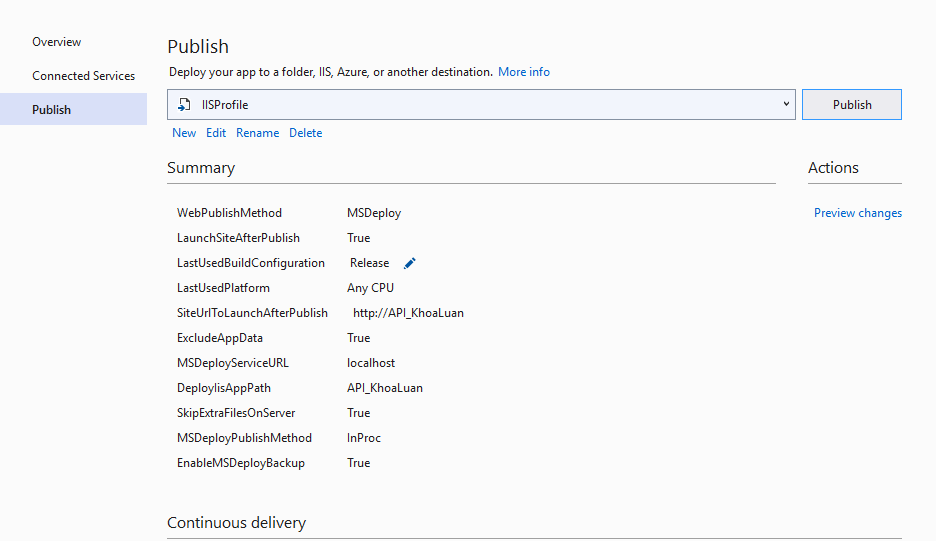 Overview
Connected Services
Publish
Publish
Deploy your app to a folder, IIS, Azure, or another destination. More info
IISProfile
Publish
New Edit Rename Delete
Summary
Actions
Preview changes
WebPublishMethod MSDeploy
LaunchSiteAfterPublish True
LastUsedBuildConfiguration Release
LastUsedPlatform Any CPU
SiteUrlToLaunchAfterPublish http://API_KhoaLuan
ExcludeAppData True
MSDeployServiceURL localhost
DeployIisAppPath API_KhoaLuan
SkipExtraFilesOnServer True
MSDeployPublishMethod InProc
EnableMSDeployBackup True
Continuous delivery